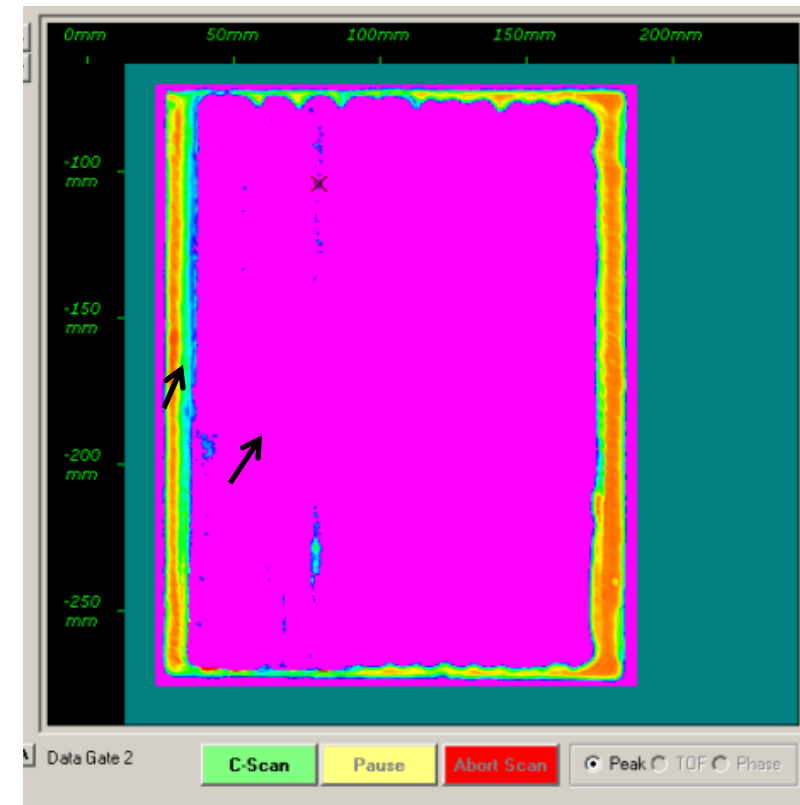 0mm 50mm 100mm 150mm 200mm
-100
mm
-150
mm
-200
mm
-250
mm
Data Gate 2 C-Scan Pause Abort Scan Peak TOF Phase